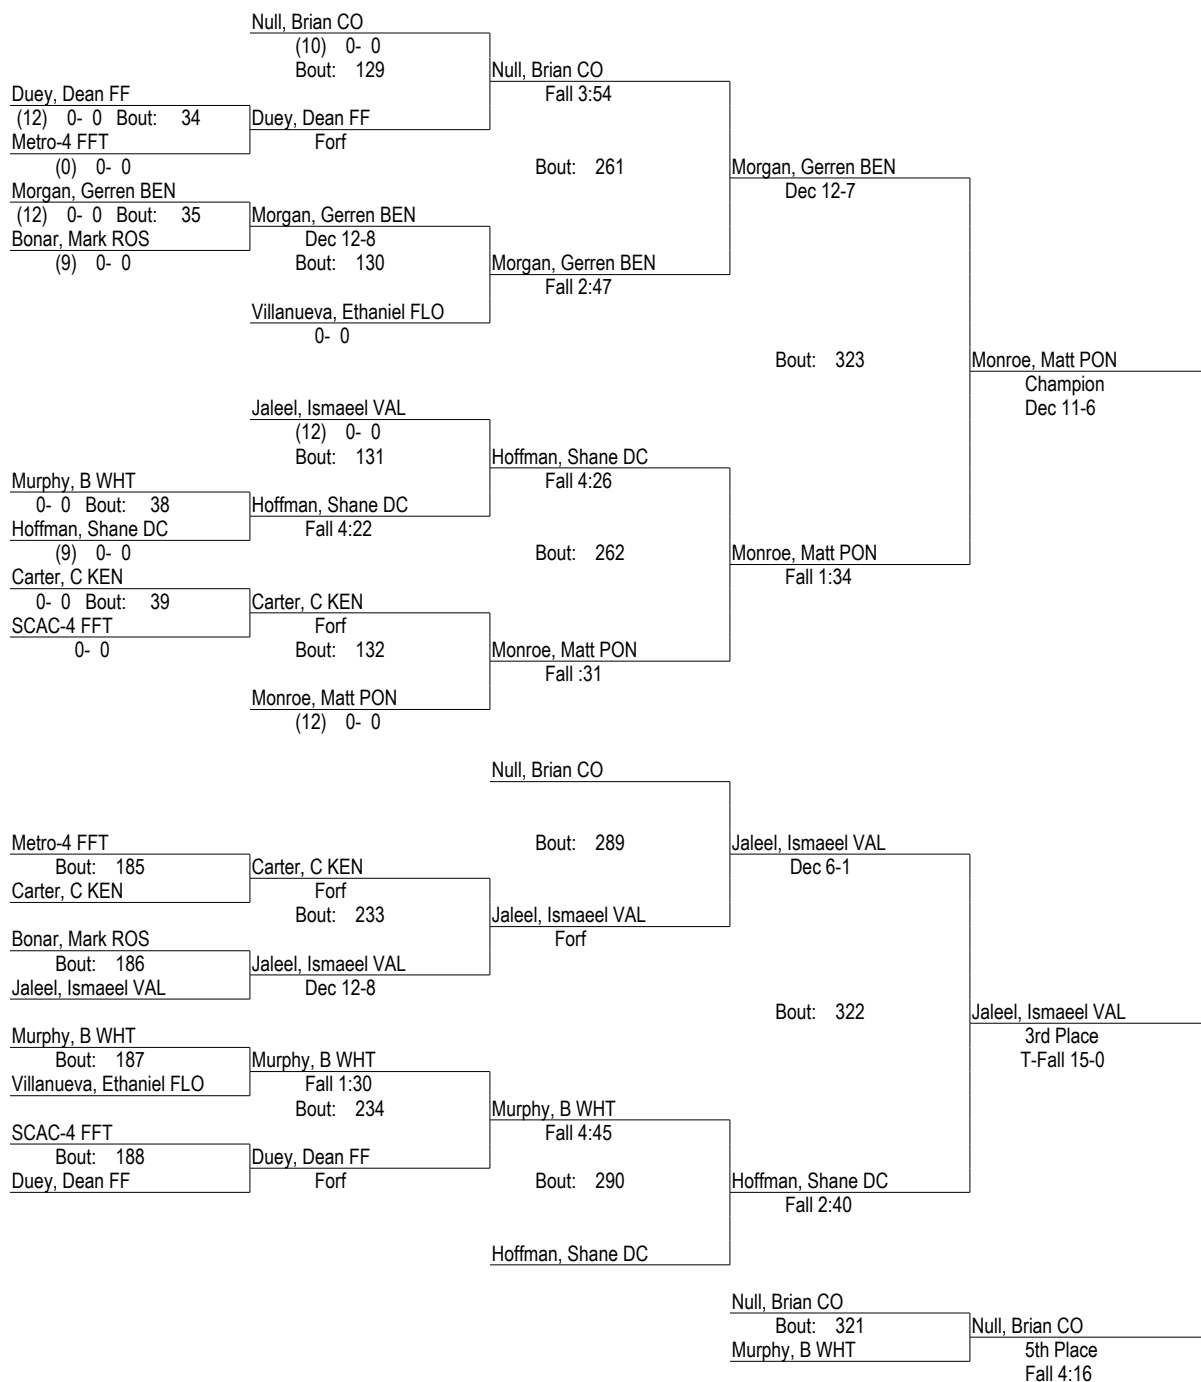 Null, Brian CO
(10) 0- 0
Bout: 129
Null, Brian CO
Fall 3:54
Duey, Dean FF
(12) 0- 0 Bout: 34
Duey, Dean FF
Forf
Metro-4 FFT
(0) 0- 0
Bout: 261
Morgan, Gerren BEN
Dec 12-7
Morgan, Gerren BEN
(12) 0- 0 Bout: 35
Morgan, Gerren BEN
Dec 12-8
Bonar, Mark ROS
(9) 0- 0
Bout: 130
Morgan, Gerren BEN
Fall 2:47
Villanueva, Ethaniel FLO
0- 0
Bout: 323
Monroe, Matt PON
Champion
Dec 11-6
Jaleel, Ismaeel VAL
(12) 0- 0
Bout: 131
Hoffman, Shane DC
Fall 4:26
Murphy, B WHT
0- 0 Bout: 38
Hoffman, Shane DC
Fall 4:22
Hoffman, Shane DC
(9) 0- 0
Bout: 262
Monroe, Matt PON
Fall 1:34
Carter, C KEN
0- 0 Bout: 39
Carter, C KEN
Forf
SCAC-4 FFT
0- 0
Bout: 132
Monroe, Matt PON
Fall :31
Monroe, Matt PON
(12) 0- 0
Null, Brian CO
Metro-4 FFT
Bout: 185
Carter, C KEN
Bout: 289
Jaleel, Ismaeel VAL
Dec 6-1
Carter, C KEN
Forf
Bout: 233
Jaleel, Ismaeel VAL
Forf
Bonar, Mark ROS
Bout: 186
Jaleel, Ismaeel VAL
Jaleel, Ismaeel VAL
Dec 12-8
Bout: 322
Jaleel, Ismaeel VAL
3rd Place
T-Fall 15-0
Murphy, B WHT
Bout: 187
Villanueva, Ethaniel FLO
Murphy, B WHT
Fall 1:30
Bout: 234
Murphy, B WHT
Fall 4:45
SCAC-4 FFT
Bout: 188
Duey, Dean FF
Duey, Dean FF
Forf
Bout: 290
Hoffman, Shane DC
Fall 2:40
Hoffman, Shane DC
Null, Brian CO
Bout: 321
Murphy, B WHT
Null, Brian CO
5th Place
Fall 4:16